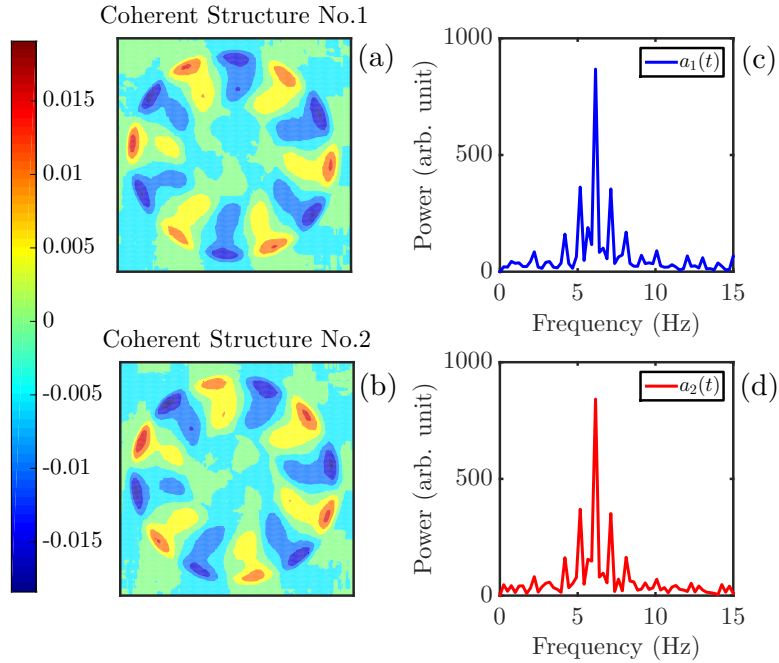 Coherent Structure No.1
(a)
0.015
0.01
0.005
0
-0.005
-0.01
-0.015
Coherent Structure No.2
(b)
(c)
a₁(t)
Power (arb. unit)
1000
500
0
0 5 10 15
Frequency (Hz)
(d)
a₂(t)
Power (arb. unit)
1000
500
0
0 5 10 15
Frequency (Hz)